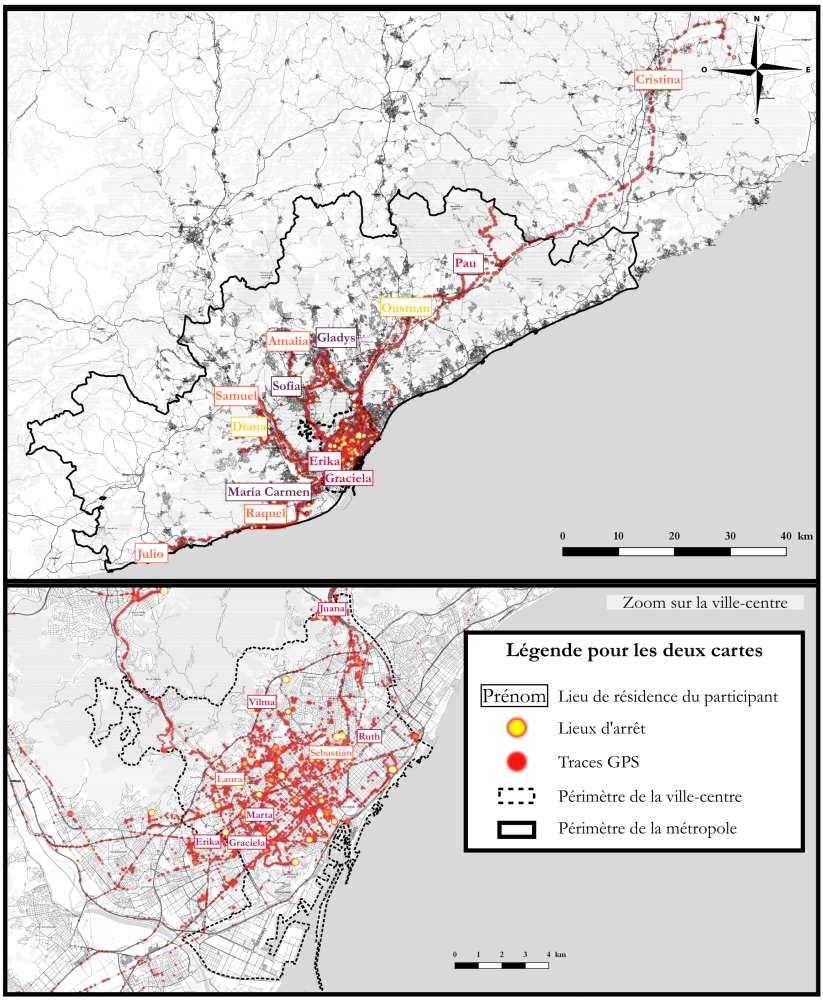 N
O
E
S
Cristina
Pau
Ousman
Amalia
Gladys
Sofía
Samuel
Diana
Erika
Graciela
María Carmen
Raquel
Julio
0 10 20 30 40 km
Zoom sur la ville-centre
Juana
Vilma
Ruth
Sebastián
Laura
Marta
Erika
Graciela
Légende pour les deux cartes
Prénom Lieu de résidence du participant
Lieux d'arrêt
Traces GPS
Périmètre de la ville-centre
Périmètre de la métropole
0 1 2 3 4 km